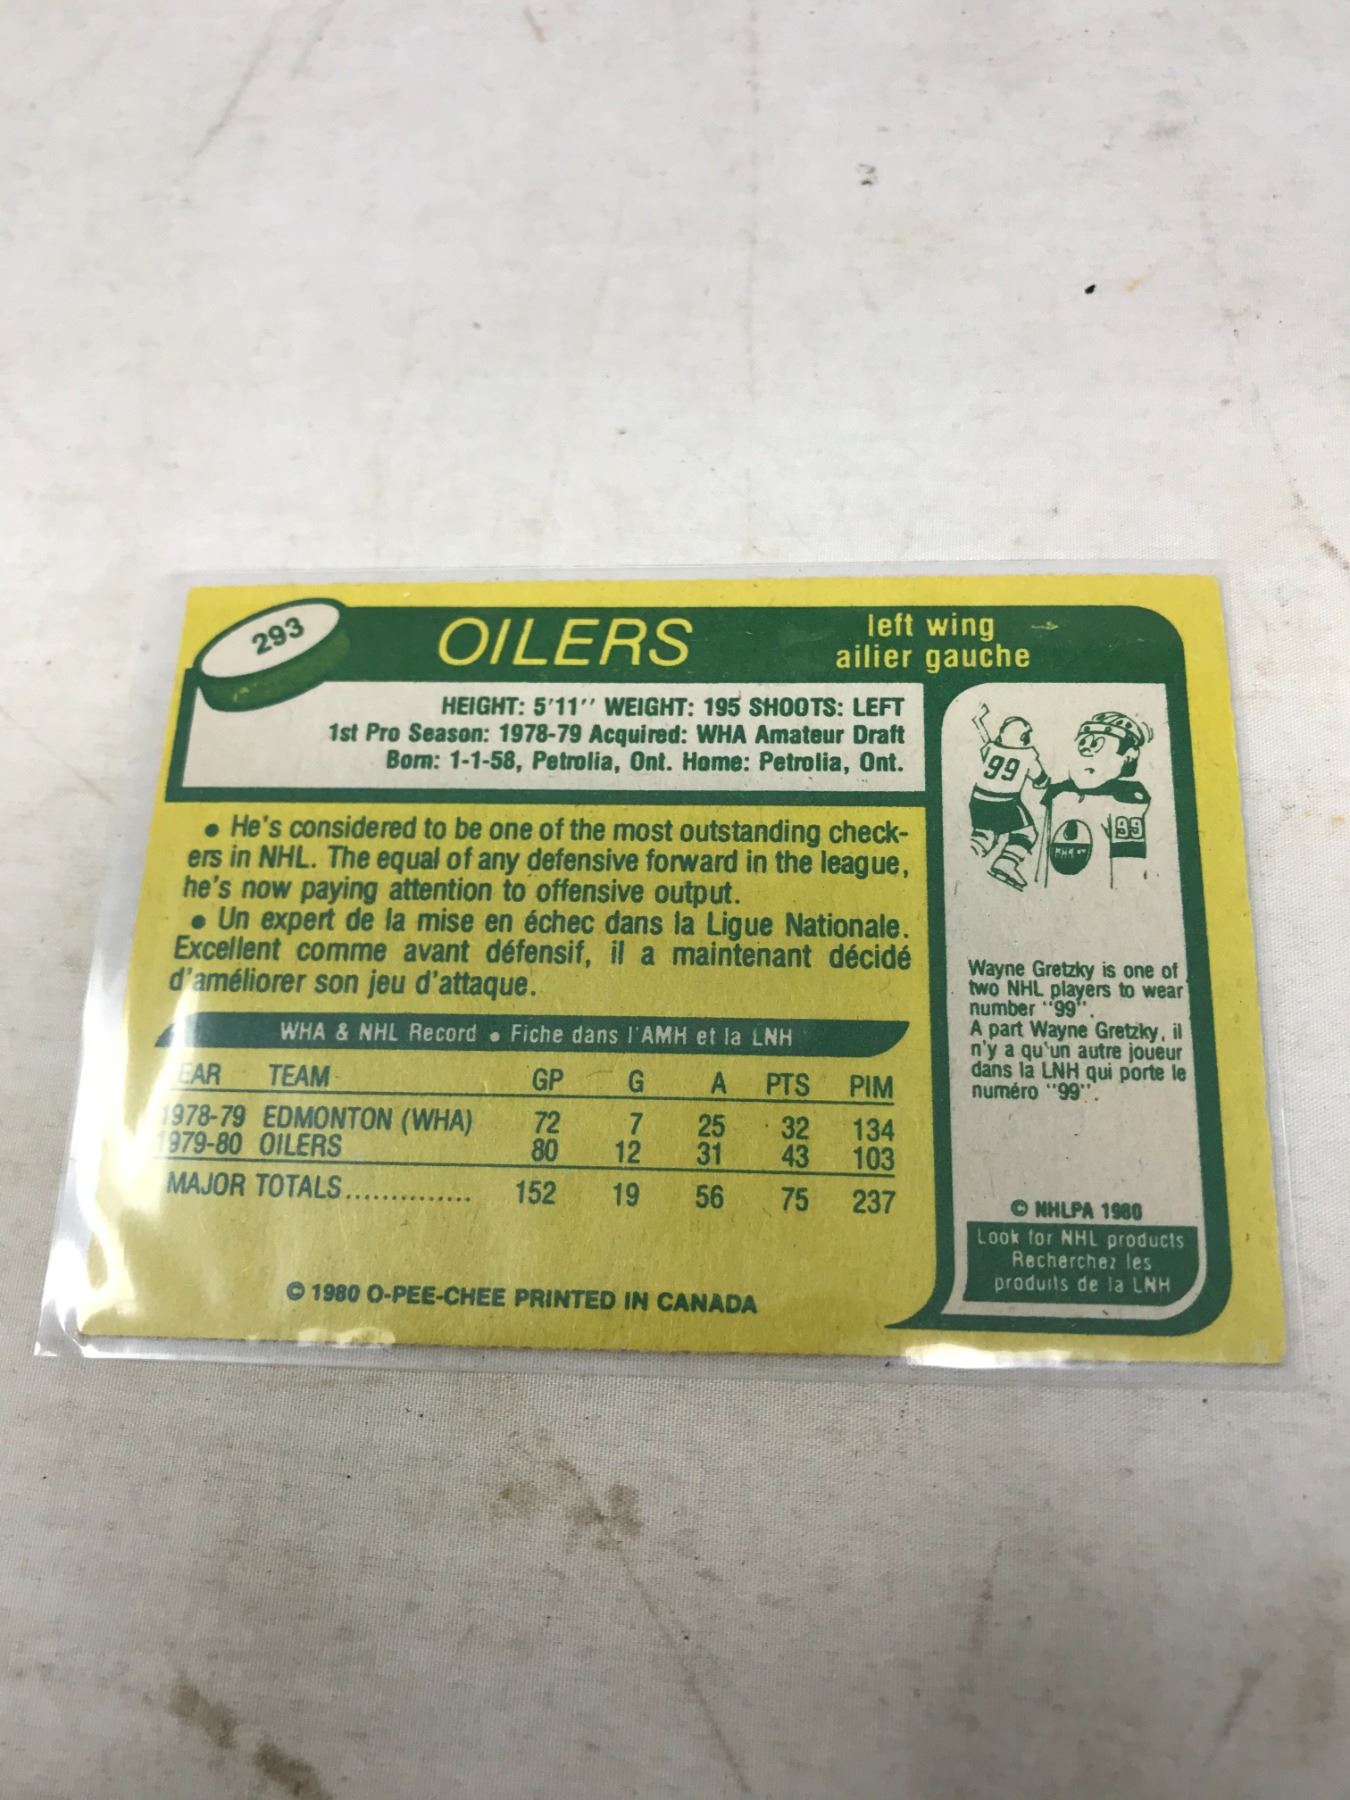 293
OILERS
left wing
ailier gauche
HEIGHT: 5'11'' WEIGHT: 195 SHOOTS: LEFT
1st Pro Season: 1978-79 Acquired: WHA Amateur Draft
Born: 1-1-58, Petrolia, Ont. Home: Petrolia, Ont.
• He's considered to be one of the most outstanding check-
ers in NHL. The equal of any defensive forward in the league,
he's now paying attention to offensive output.
• Un expert de la mise en échec dans la Ligue Nationale.
Excellent comme avant défensif, il a maintenant décidé
d'améliorer son jeu d'attaque.
WHA & NHL Record • Fiche dans l'AMH et la LNH
EAR TEAM GP G A PTS PIM
1978-79 EDMONTON (WHA) 72 7 25 32 134
1979-80 OILERS 80 12 31 43 103
MAJOR TOTALS.............. 152 19 56 75 237
© 1980 O-PEE-CHEE PRINTED IN CANADA
99
99
Wayne Gretzky is one of
two NHL players to wear
number "99".
A part Wayne Gretzky, il
n'y a qu'un autre joueur
dans la LNH qui porte le
numéro "99".
© NHLPA 1980
Look for NHL products
Recherchez les
produits de la LNH